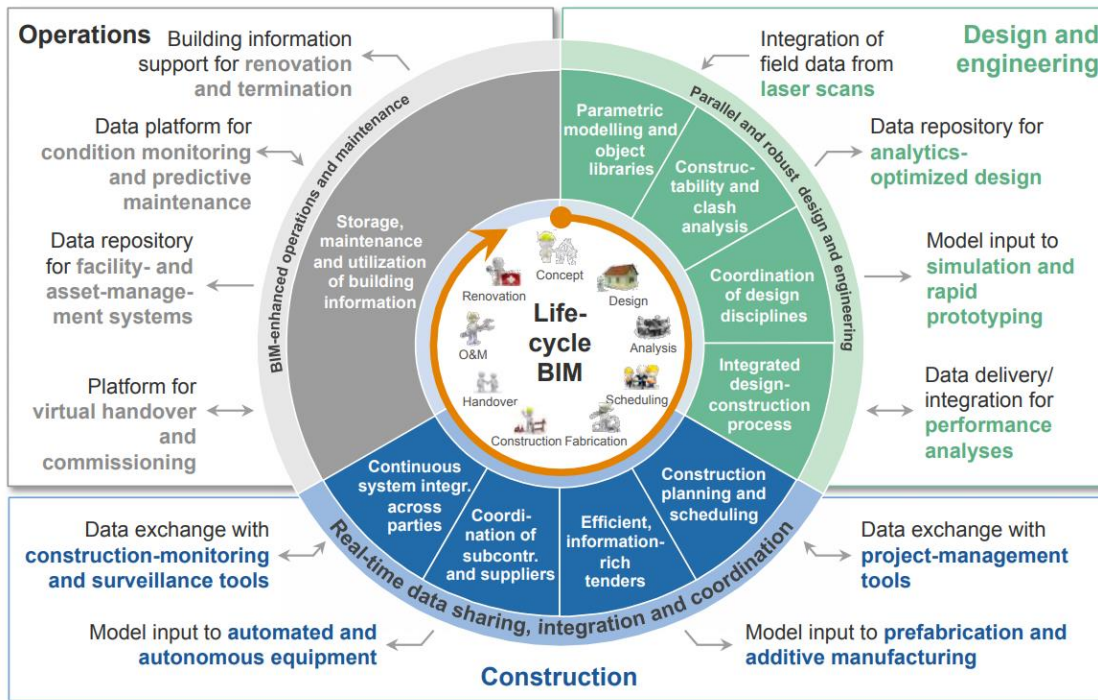 Operations
Building information
support for renovation
and termination
Data platform for
condition monitoring
and predictive
maintenance
Data repository
for facility- and
asset-manage-
ment systems
Platform for
virtual handover
and
commissioning
BIM-enhanced operations and maintenance
Storage,
maintenance
and utilization
of building
information
Design and
engineering
Integration of
field data from
laser scans
Data repository for
analytics-
optimized design
Model input to
simulation and
rapid
prototyping
Data delivery/
integration for
performance
analyses
Parallel and robust design and engineering
Parametric
modelling and
object
libraries
Construc-
tability and
clash
analysis
Coordination
of design
disciplines
Integrated
design-
construction
process
Life-
cycle
BIM
Concept
Design
Analysis
Scheduling
Fabrication
Construction
Handover
O&M
Renovation
Continuous
system integr.
across
parties
Coordi-
nation of
subcontr.
and suppliers
Efficient,
information-
rich
tenders
Construction
planning and
scheduling
Real-time data sharing, integration and coordination
Data exchange with
construction-monitoring
and surveillance tools
Model input to automated and
autonomous equipment
Data exchange with
project-management
tools
Model input to prefabrication and
additive manufacturing
Construction